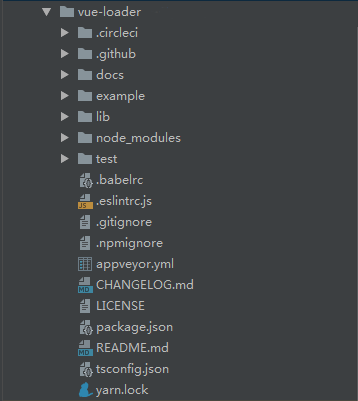 vue-loader
.circleci
.github
docs
example
lib
node_modules
test
.babelrc
.eslintrc.js
.gitignore
.npmignore
appveyor.yml
CHANGELOG.md
LICENSE
package.json
README.md
tsconfig.json
yarn.lock